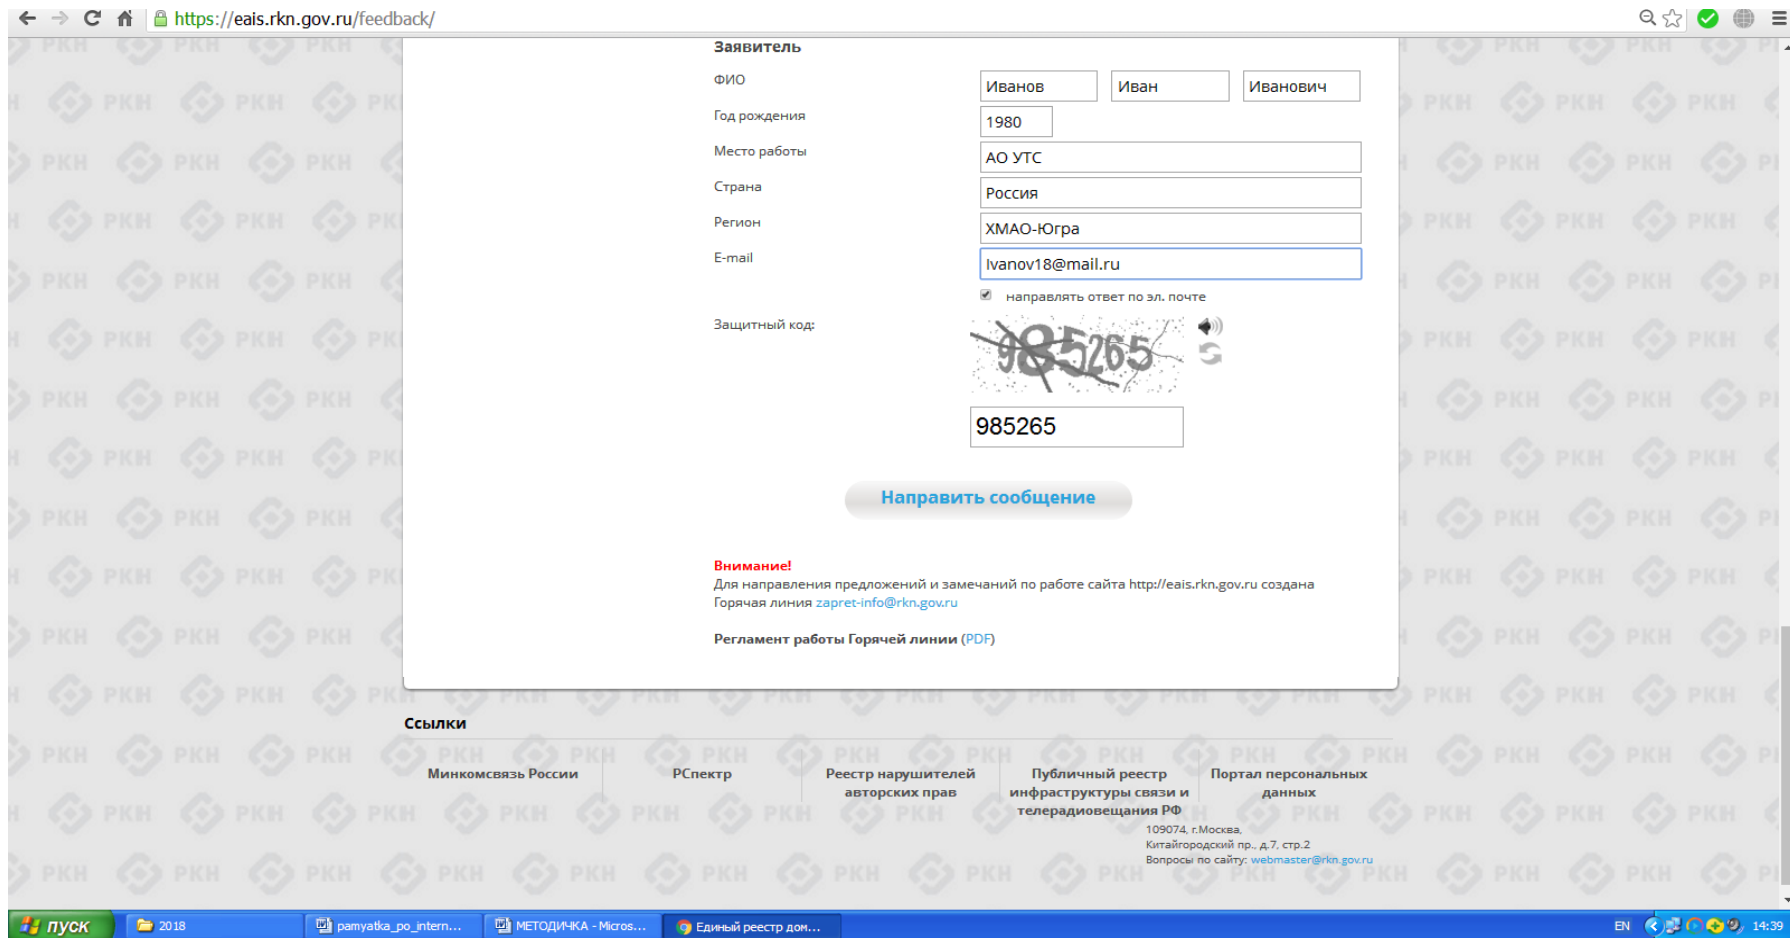 https://eais.rkn.gov.ru/feedback/
Заявитель
ФИО Иванов Иван Иванович
Год рождения 1980
Место работы АО УТС
Страна Россия
Регион ХМАО-Югра
E-mail Ivanov18@mail.ru
направлять ответ по эл. почте
Защитный код: 985265
985265
Направить сообщение
Внимание!
Для направления предложений и замечаний по работе сайта http://eais.rkn.gov.ru создана
Горячая линия zapret-info@rkn.gov.ru
Регламент работы Горячей линии (PDF)
Ссылки
Минкомсвязь России
РСпектр
Реестр нарушителей
авторских прав
Публичный реестр
инфраструктуры связи и
телерадиовещания РФ
Портал персональных
данных
109074, г.Москва,
Китайгородский пр., д.7, стр.2
Вопросы по сайту: webmaster@rkn.gov.ru
РКН
пуск 2018 pamyatka_po_intern... МЕТОДИЧКА - Micros... Единый реестр дом... EN 14:39